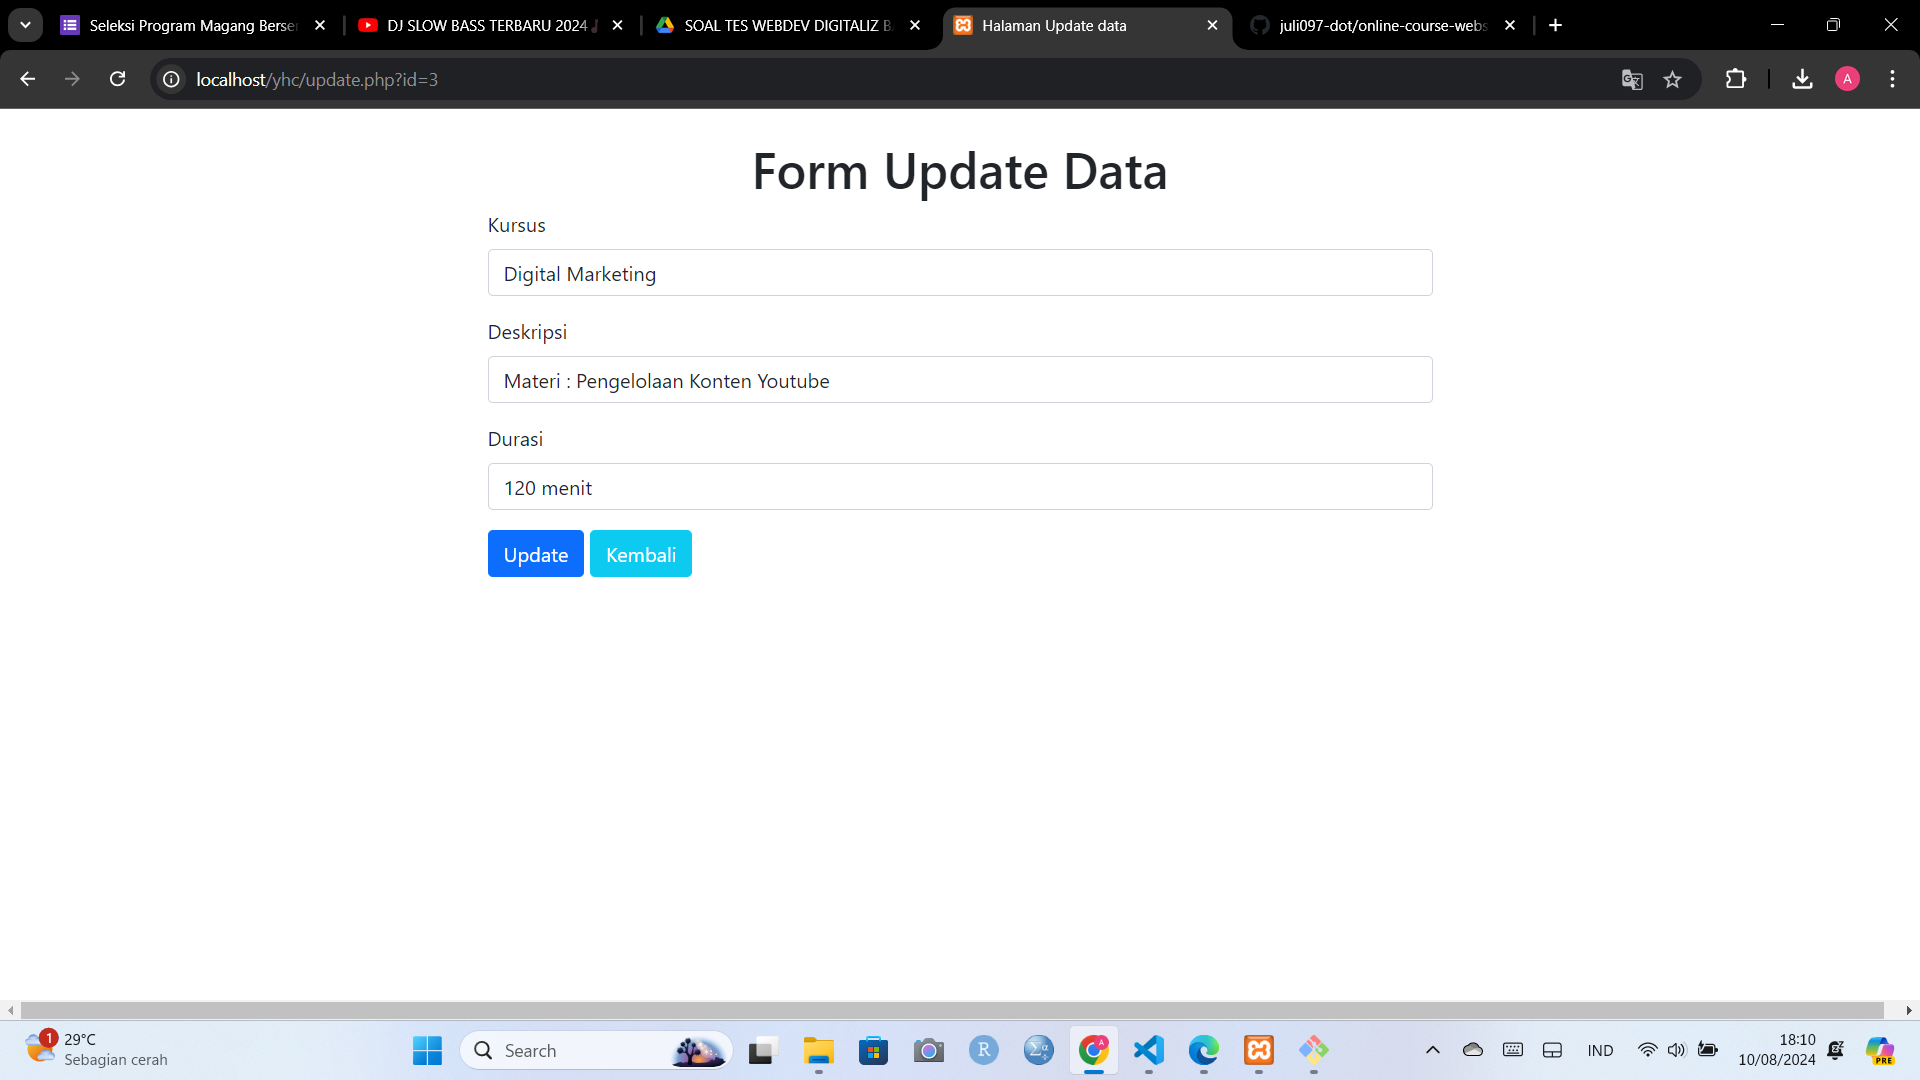 Seleksi Program Magang Berse
DJ SLOW BASS TERBARU 2024
SOAL TES WEBDEV DIGITALIZ B
Halaman Update data
juli097-dot/online-course-webs
localhost/yhc/update.php?id=3
A
Form Update Data
Kursus
Digital Marketing
Deskripsi
Materi : Pengelolaan Konten Youtube
Durasi
120 menit
Update Kembali
1
29°C
Sebagian cerah
Search
R
A
IND
18:10
10/08/2024
PRE